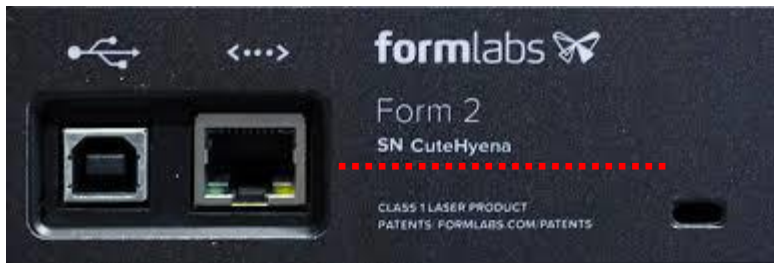 formlabs
Form 2
SN CuteHyena
CLASS 1 LASER PRODUCT
PATENTS: FORMLABS.COM/PATENTS